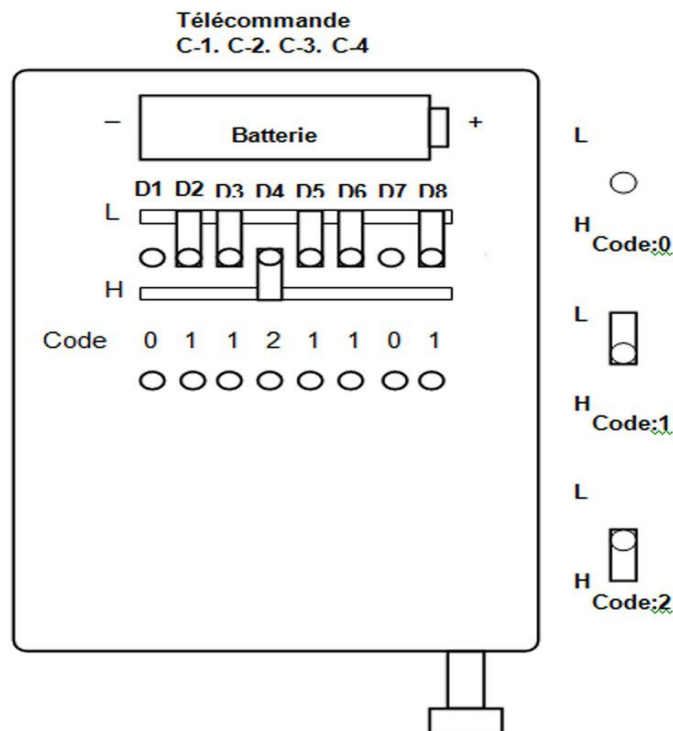 Télécommande
C-1. C-2. C-3. C-4
– Batterie +
D1 D2 D3 D4 D5 D6 D7 D8
L
H
Code 0 1 1 2 1 1 0 1
L
H
Code:0
L
H
Code:1
L
H
Code:2